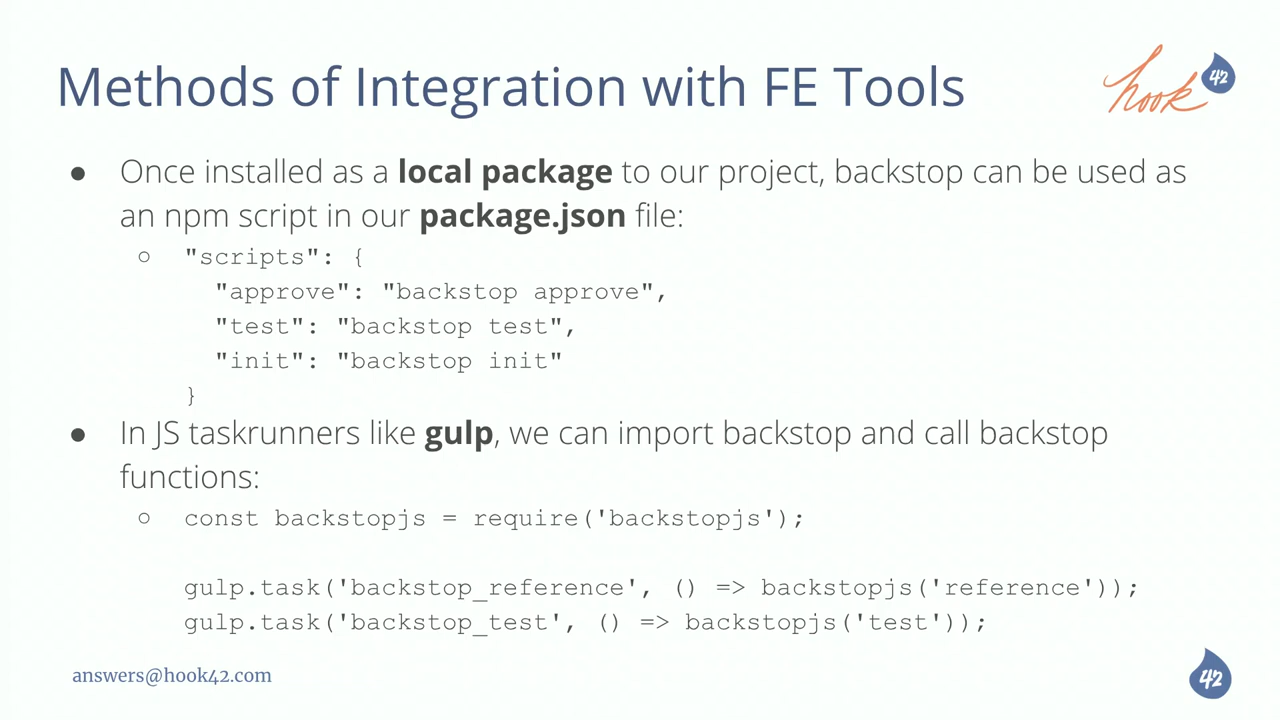 Methods of Integration with FE Tools
hook 42
● Once installed as a local package to our project, backstop can be used as
an npm script in our package.json file:
○ "scripts": {
"approve": "backstop approve",
"test": "backstop test",
"init": "backstop init"
}
● In JS taskrunners like gulp, we can import backstop and call backstop
functions:
○ const backstopjs = require('backstopjs');
gulp.task('backstop_reference', () => backstopjs('reference'));
gulp.task('backstop_test', () => backstopjs('test'));
answers@hook42.com
42